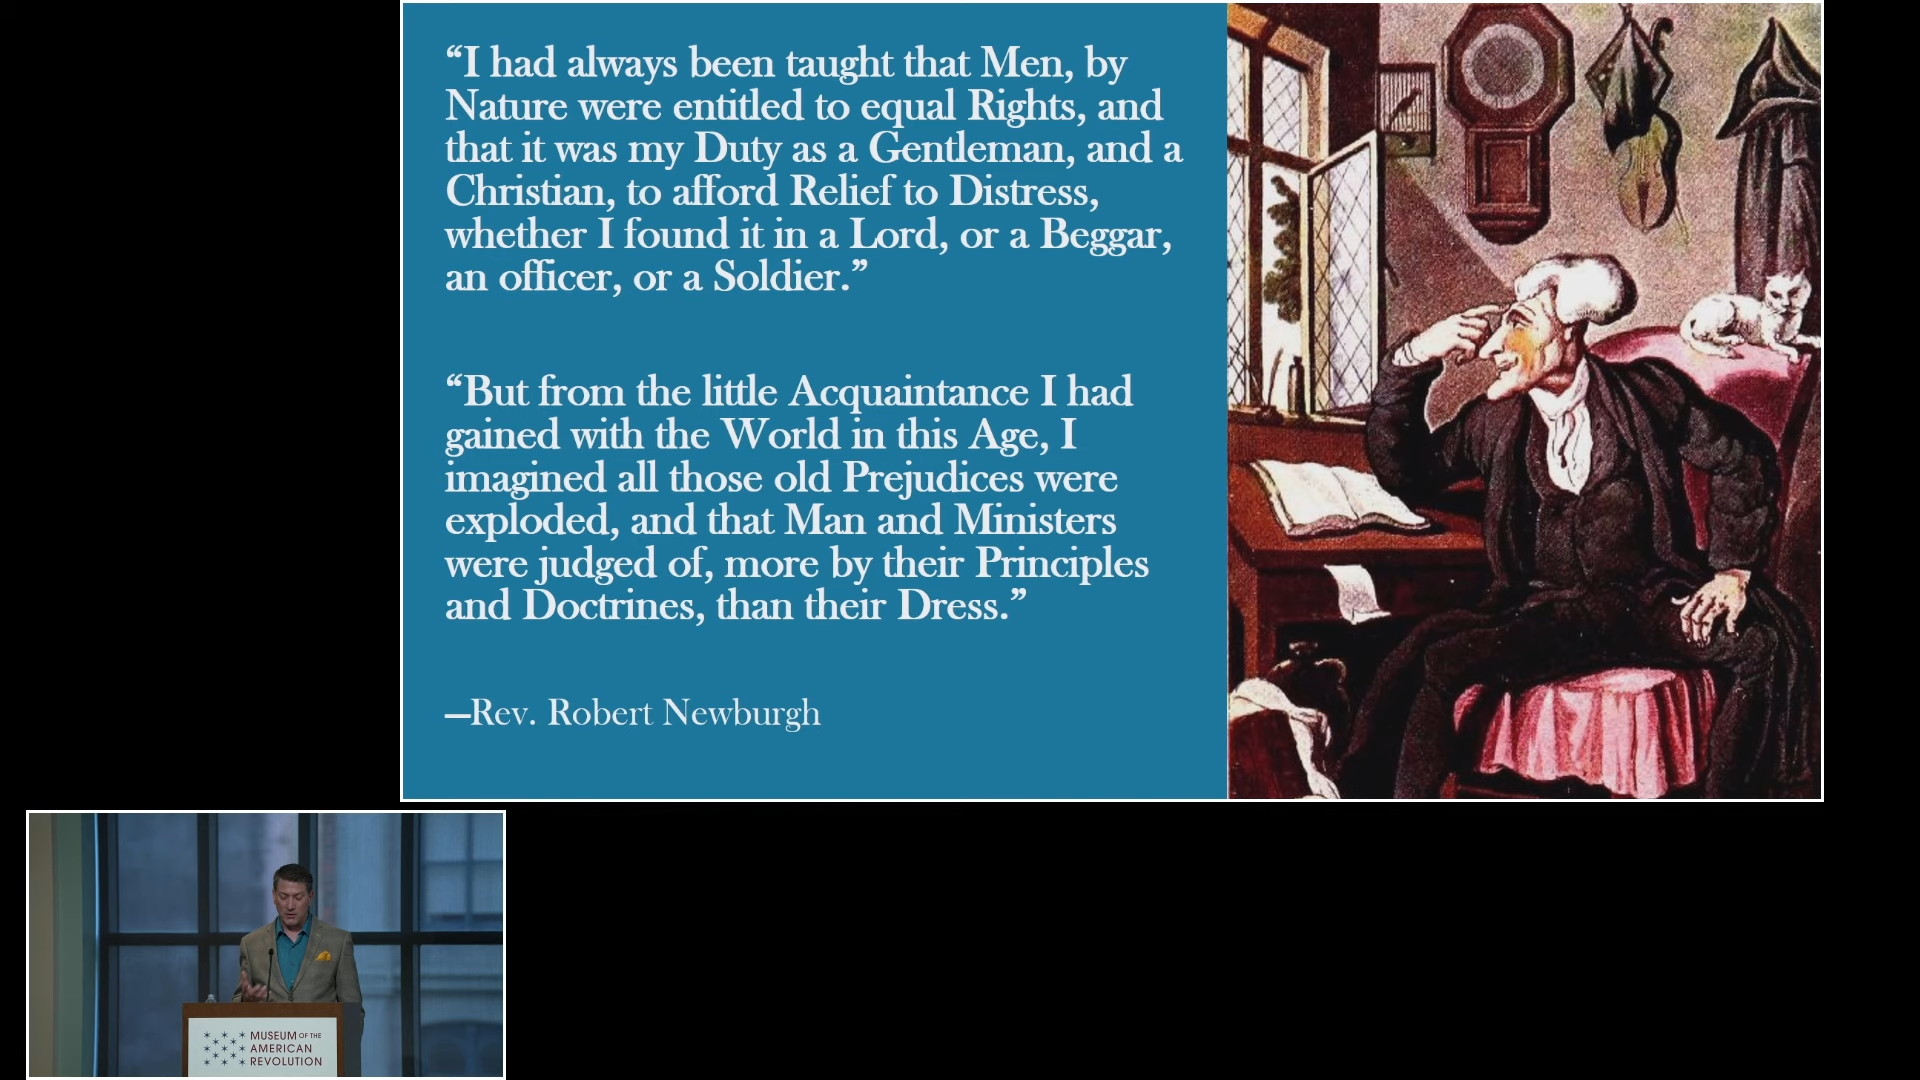 “I had always been taught that Men, by
Nature were entitled to equal Rights, and
that it was my Duty as a Gentleman, and a
Christian, to afford Relief to Distress,
whether I found it in a Lord, or a Beggar,
an officer, or a Soldier.”
“But from the little Acquaintance I had
gained with the World in this Age, I
imagined all those old Prejudices were
exploded, and that Man and Ministers
were judged of, more by their Principles
and Doctrines, than their Dress.”
—Rev. Robert Newburgh
MUSEUM OF THE
AMERICAN
REVOLUTION